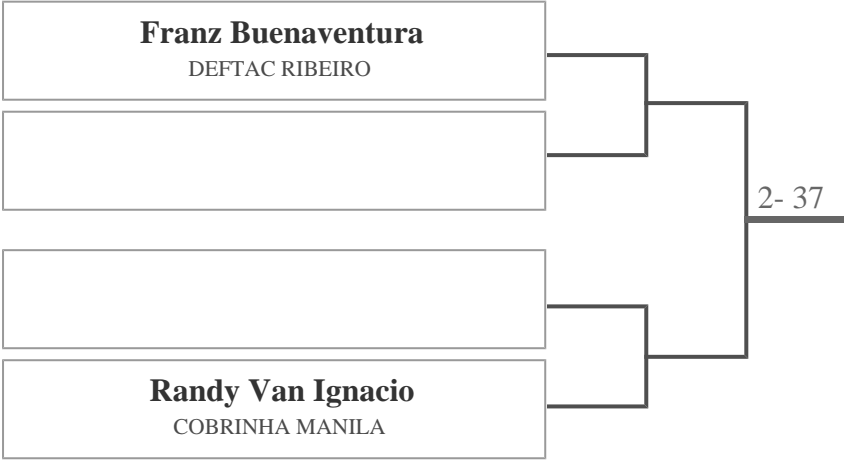 Franz Buenaventura
DEFTAC RIBEIRO
2- 37
Randy Van Ignacio
COBRINHA MANILA